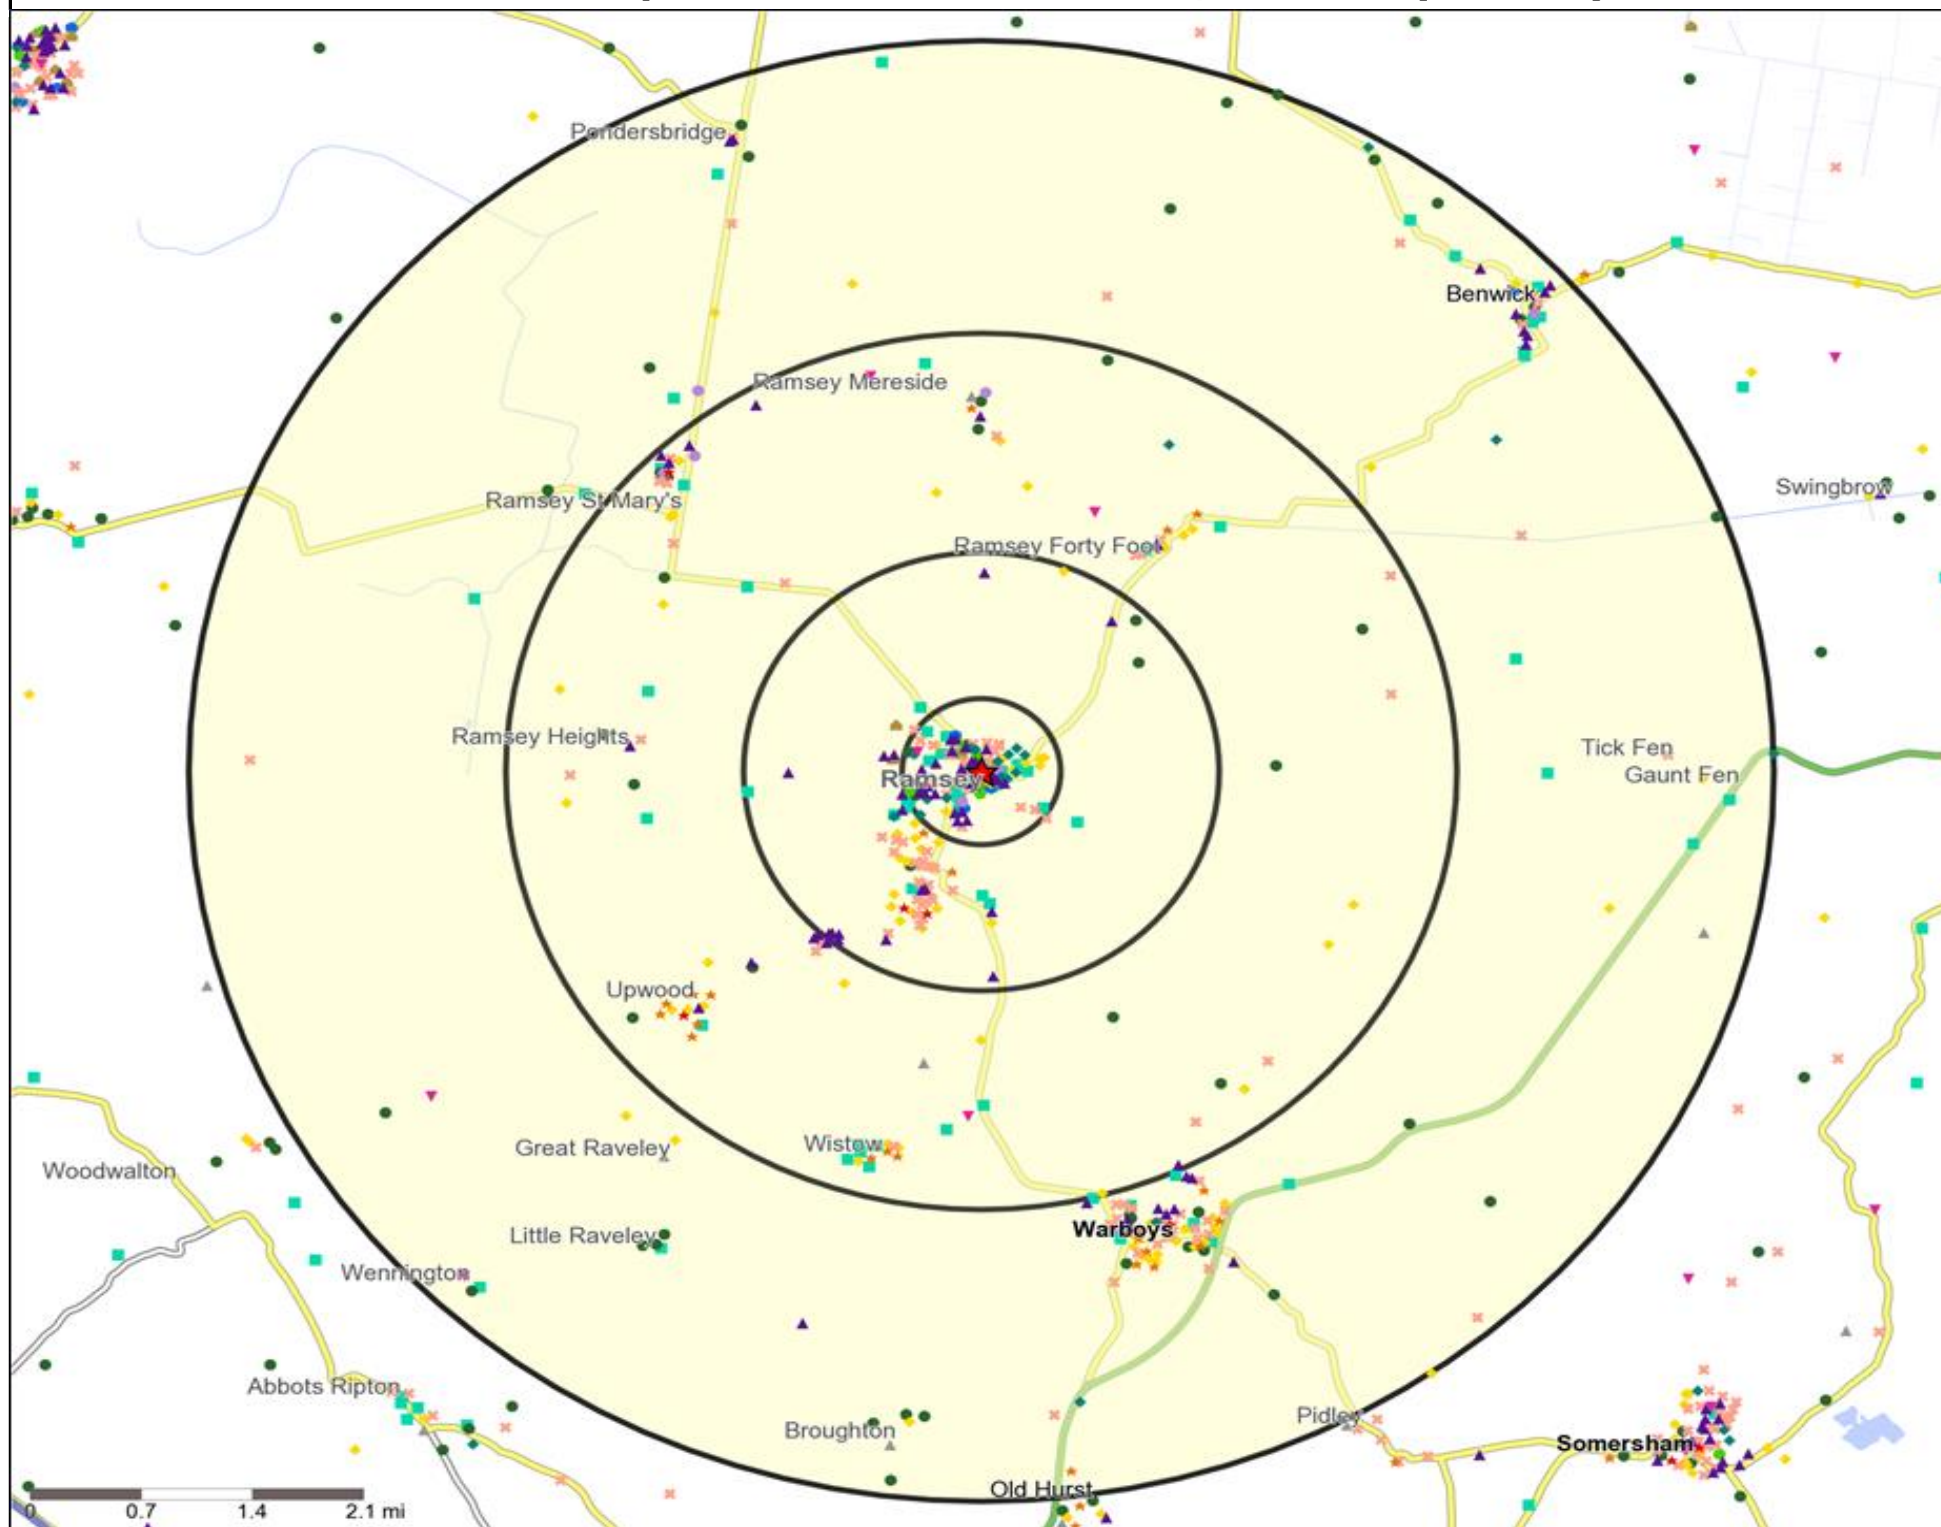 Pondersbridge
Benwick
Ramsey Mereside
Swingbrow
Ramsey St Mary's
Ramsey Forty Foot
Ramsey Heights
Tick Fen
Gaunt Fen
Ramsey
Upwood
Wistow
Great Raveley
Woodwalton
Warboys
Little Raveley
Wennington
Abbots Ripton
Broughton
Pidley
Somersham
Old Hurst
0 0.7 1.4 2.1 mi